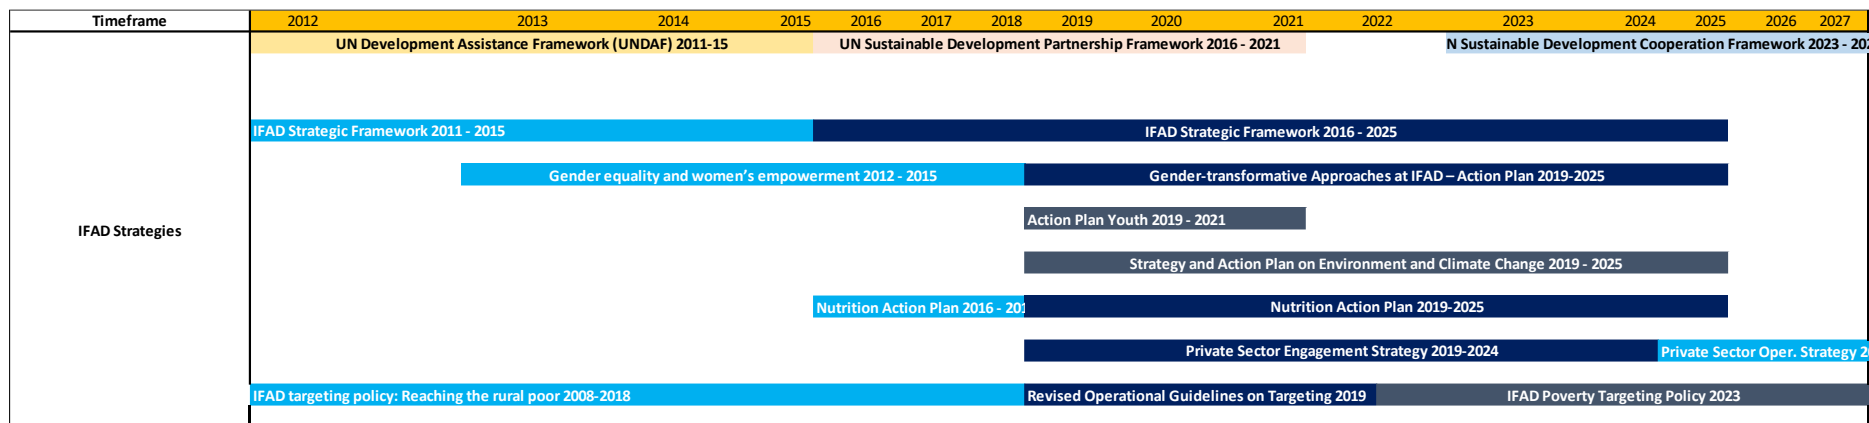 Timeframe 2012 2013 2014 2015 2016 2017 2018 2019 2020 2021 2022 2023 2024 2025 2026 2027
UN Development Assistance Framework (UNDAF) 2011-15 UN Sustainable Development Partnership Framework 2016 - 2021 N Sustainable Development Cooperation Framework 2023 -
IFAD Strategic Framework 2011 - 2015 IFAD Strategic Framework 2016 - 2025
Gender equality and women’s empowerment 2012 - 2015 Gender-transformative Approaches at IFAD – Action Plan 2019-2025
Action Plan Youth 2019 - 2021
IFAD Strategies
Strategy and Action Plan on Environment and Climate Change 2019 - 2025
Nutrition Action Plan 2016 - Nutrition Action Plan 2019-2025
Private Sector Engagement Strategy 2019-2024 Private Sector Oper. Strategy
IFAD targeting policy: Reaching the rural poor 2008-2018 Revised Operational Guidelines on Targeting 2019 IFAD Poverty Targeting Policy 2023